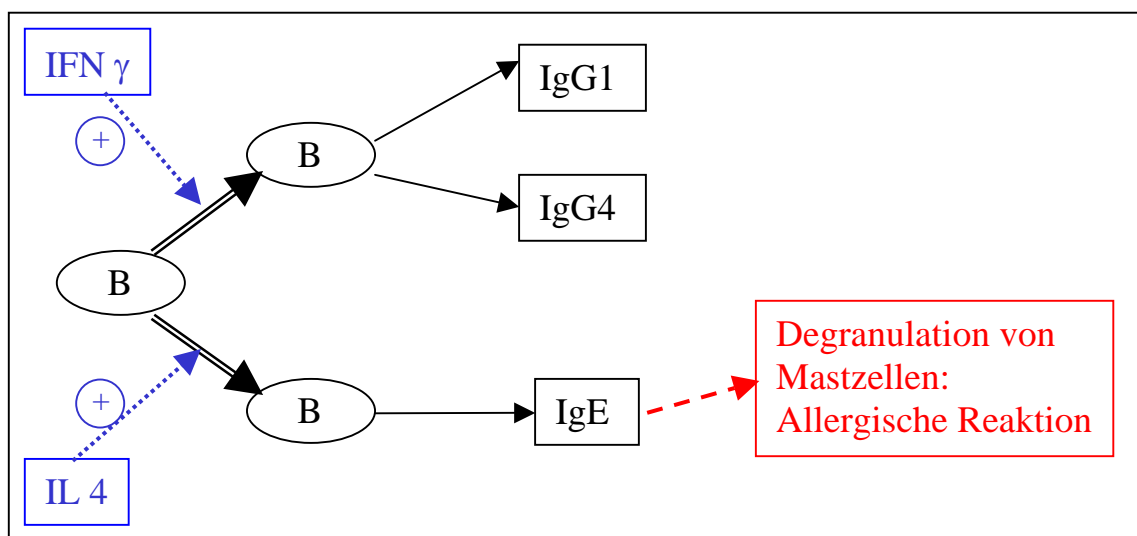 IFN γ
+
B
IgG1
IgG4
B
B
IgE
Degranulation von
Mastzellen:
Allergische Reaktion
+
IL 4